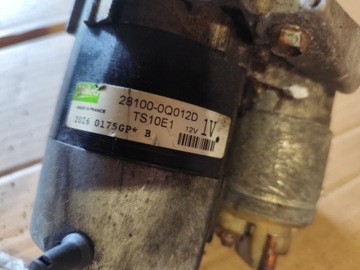 MADE IN FRANCE
28100-0Q012D
TS10E1
12V 1V.
2026 0175GP* B